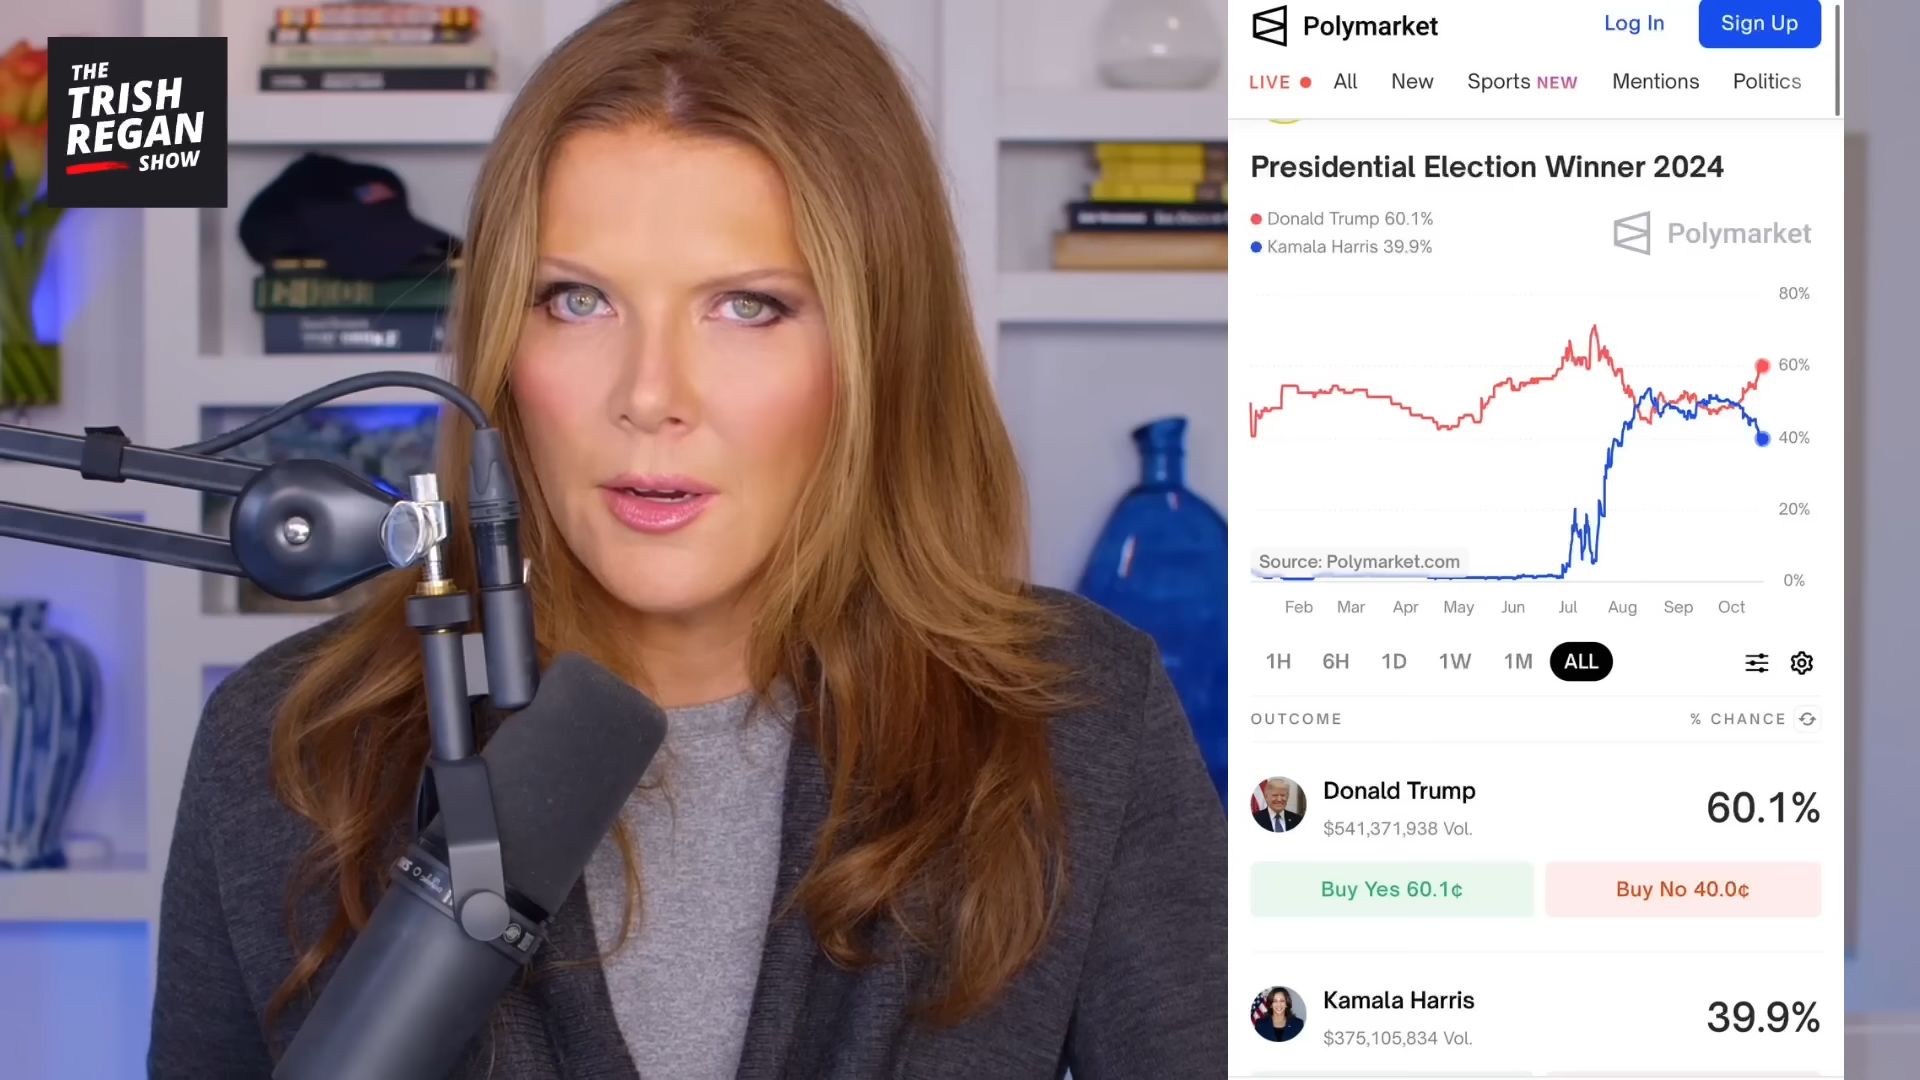 THE
TRISH
REGAN
SHOW
Polymarket
Log In
Sign Up
LIVE
All
New
Sports NEW
Mentions
Politics
Presidential Election Winner 2024
Donald Trump 60.1%
Kamala Harris 39.9%
Polymarket
80%
60%
40%
20%
0%
Source: Polymarket.com
Feb Mar Apr May Jun Jul Aug Sep Oct
1H 6H 1D 1W 1M ALL
OUTCOME
% CHANCE
Donald Trump
$541,371,938 Vol.
60.1%
Buy Yes 60.1¢
Buy No 40.0¢
Kamala Harris
$375,105,834 Vol.
39.9%